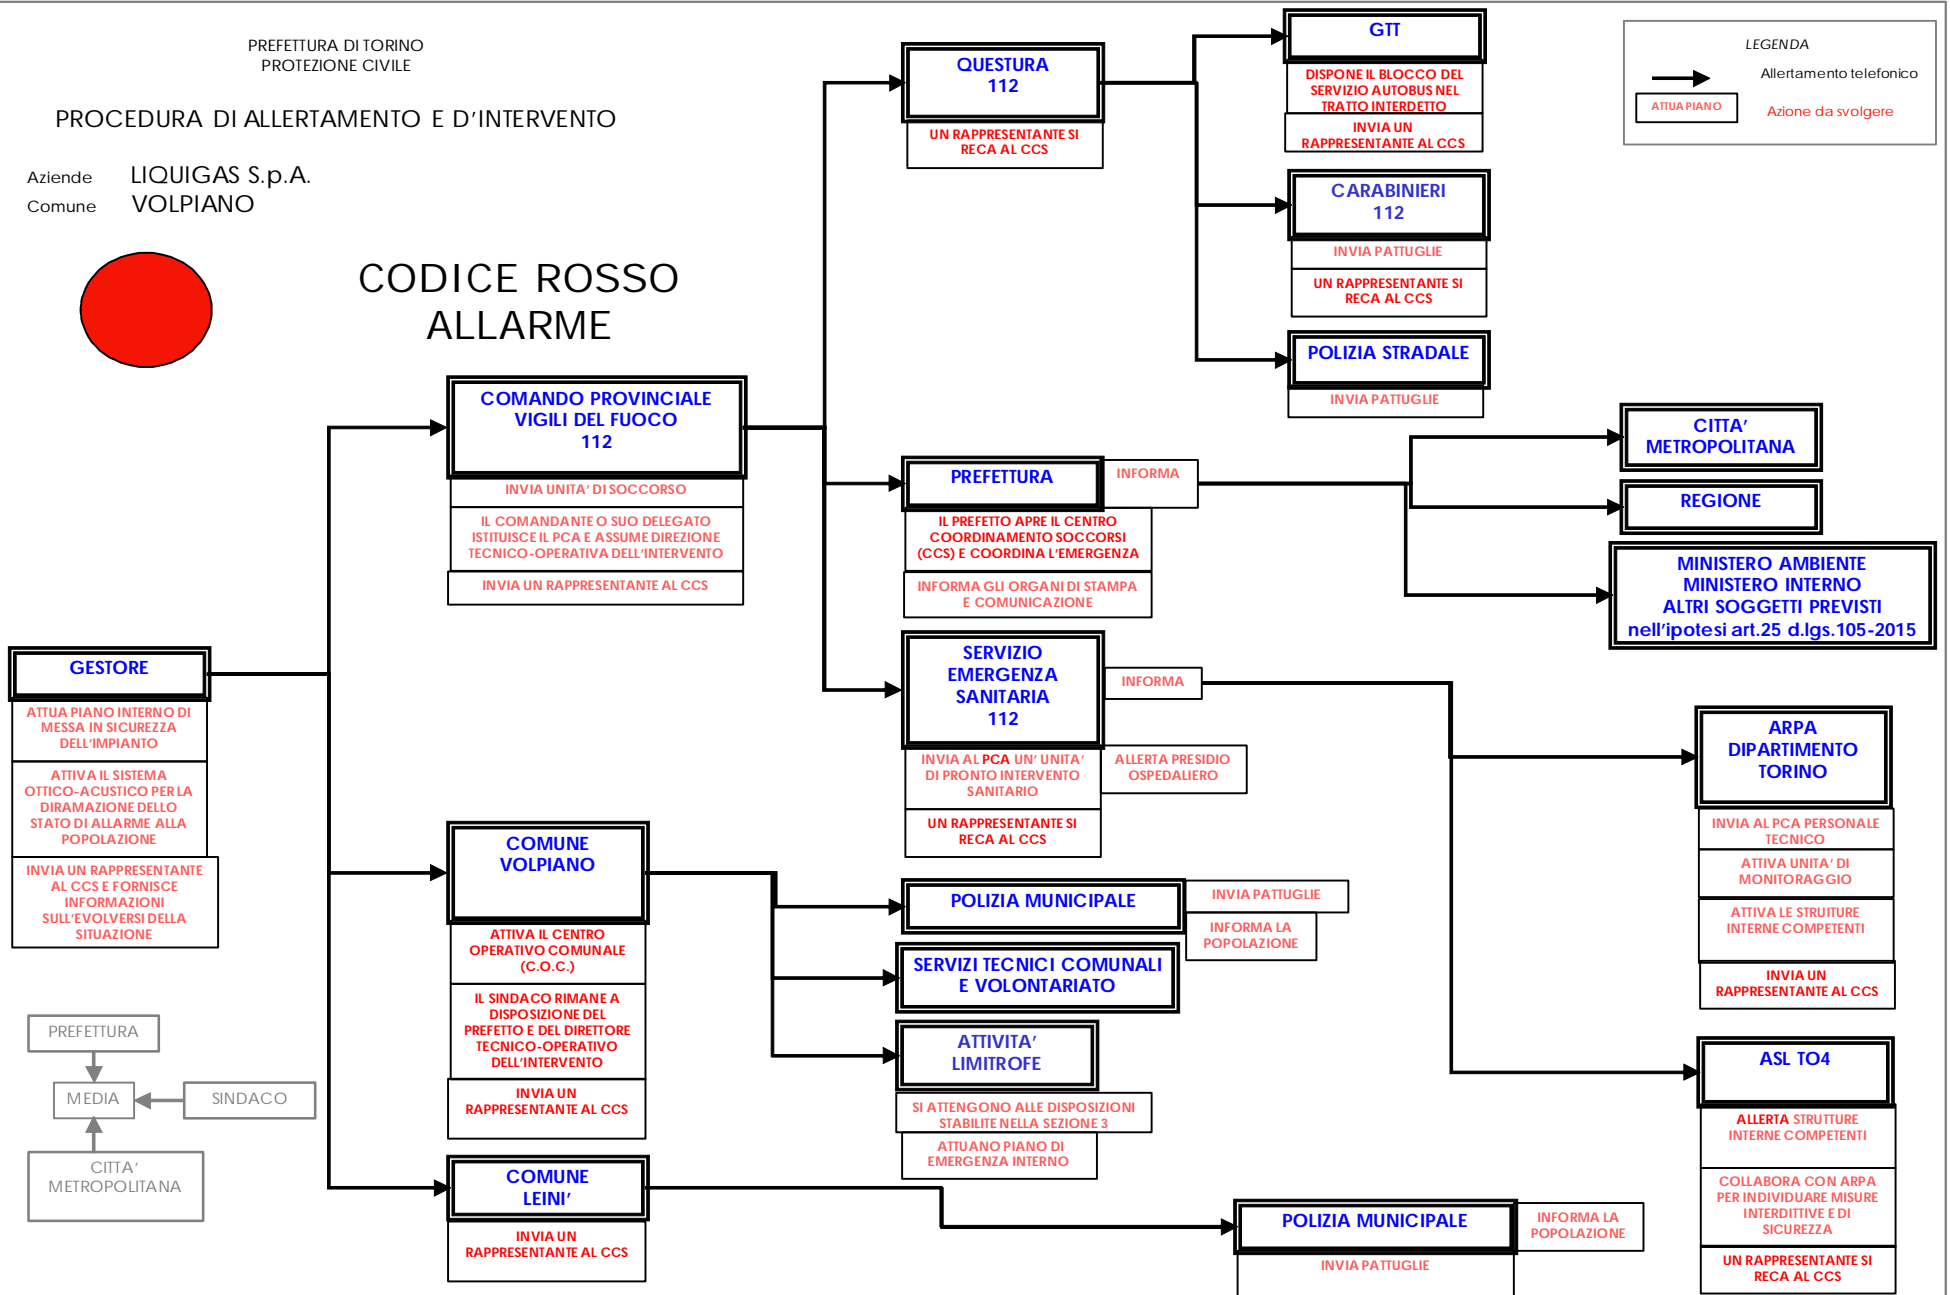 PREFETTURA DI TORINO
PROTEZIONE CIVILE
PROCEDURA DI ALLERTAMENTO E D'INTERVENTO
Aziende LIQUIGAS S.p.A.
Comune VOLPIANO
CODICE ROSSO
ALLARME
LEGENDA
Allertamento telefonico
ATTUA PIANO
Azione da svolgere
GESTORE
ATTUA PIANO INTERNO DI
MESSA IN SICUREZZA
DELL'IMPIANTO
ATTIVA IL SISTEMA
OTTICO-ACUSTICO PER LA
DIRAMAZIONE DELLO
STATO DI ALLARME ALLA
POPOLAZIONE
INVIA UN RAPPRESENTANTE
AL CCS E FORNISCE
INFORMAZIONI
SULL'EVOLVERSI DELLA
SITUAZIONE
PREFETTURA
MEDIA
SINDACO
CITTA'
METROPOLITANA
COMANDO PROVINCIALE
VIGILI DEL FUOCO
112
INVIA UNITA' DI SOCCORSO
IL COMANDANTE O SUO DELEGATO
ISTITUISCE IL PCA E ASSUME DIREZIONE
TECNICO-OPERATIVA DELL'INTERVENTO
INVIA UN RAPPRESENTANTE AL CCS
COMUNE
VOLPIANO
ATTIVA IL CENTRO
OPERATIVO COMUNALE
(C.O.C.)
IL SINDACO RIMANE A
DISPOSIZIONE DEL
PREFETTO E DEL DIRETTORE
TECNICO-OPERATIVO
DELL'INTERVENTO
INVIA UN
RAPPRESENTANTE AL CCS
COMUNE
LEINI'
INVIA UN
RAPPRESENTANTE AL CCS
QUESTURA
112
UN RAPPRESENTANTE SI
RECA AL CCS
PREFETTURA
INFORMA
IL PREFETTO APRE IL CENTRO
COORDINAMENTO SOCCORSI
(CCS) E COORDINA L'EMERGENZA
INFORMA GLI ORGANI DI STAMPA
E COMUNICAZIONE
SERVIZIO
EMERGENZA
SANITARIA
112
INFORMA
INVIA AL PCA UN' UNITA'
DI PRONTO INTERVENTO
SANITARIO
ALLERTA PRESIDIO
OSPEDALIERO
UN RAPPRESENTANTE SI
RECA AL CCS
POLIZIA MUNICIPALE
INVIA PATTUGLIE
INFORMA LA
POPOLAZIONE
SERVIZI TECNICI COMUNALI
E VOLONTARIATO
ATTIVITA'
LIMITROFE
SI ATTENGONO ALLE DISPOSIZIONI
STABILITE NELLA SEZIONE 3
ATTUANO PIANO DI
EMERGENZA INTERNO
GTT
DISPONE IL BLOCCO DEL
SERVIZIO AUTOBUS NEL
TRATTO INTERDETTO
INVIA UN
RAPPRESENTANTE AL CCS
CARABINIERI
112
INVIA PATTUGLIE
UN RAPPRESENTANTE SI
RECA AL CCS
POLIZIA STRADALE
INVIA PATTUGLIE
CITTA'
METROPOLITANA
REGIONE
MINISTERO AMBIENTE
MINISTERO INTERNO
ALTRI SOGGETTI PREVISTI
nell'ipotesi art.25 d.lgs.105-2015
ARPA
DIPARTIMENTO
TORINO
INVIA AL PCA PERSONALE
TECNICO
ATTIVA UNITA' DI
MONITORAGGIO
ATTIVA LE STRUITURE
INTERNE COMPETENTI
INVIA UN
RAPPRESENTANTE AL CCS
ASL TO4
ALLERTA STRUTTURE
INTERNE COMPETENTI
COLLABORA CON ARPA
PER INDIVIDUARE MISURE
INTERDITTIVE E DI
SICUREZZA
UN RAPPRESENTANTE SI
RECA AL CCS
POLIZIA MUNICIPALE
INFORMA LA
POPOLAZIONE
INVIA PATTUGLIE